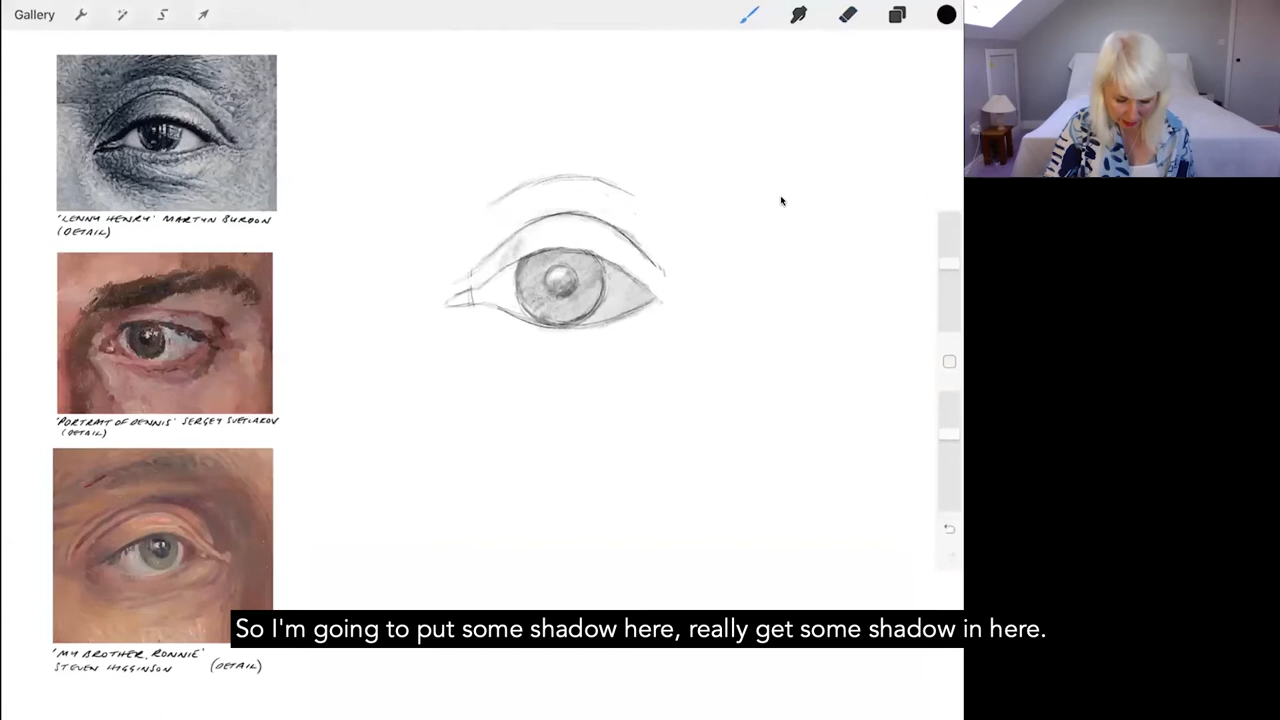 Gallery
'LENNY HENRY' MARTYN BURDON
(DETAIL)
'PORTRAIT OF DENNIS' SERGEY SVETLAKOV
(DETAIL)
So I'm going to put some shadow here, really get some shadow in here.
'MY BROTHER, RONNIE'
STEVEN HIGGINSON (DETAIL)